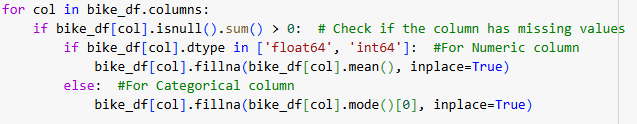 for col in bike_df.columns:
    if bike_df[col].isnull().sum() > 0:  # Check if the column has missing values
        if bike_df[col].dtype in ['float64', 'int64']:  #For Numeric column
            bike_df[col].fillna(bike_df[col].mean(), inplace=True)
        else:  #For Categorical column
            bike_df[col].fillna(bike_df[col].mode()[0], inplace=True)